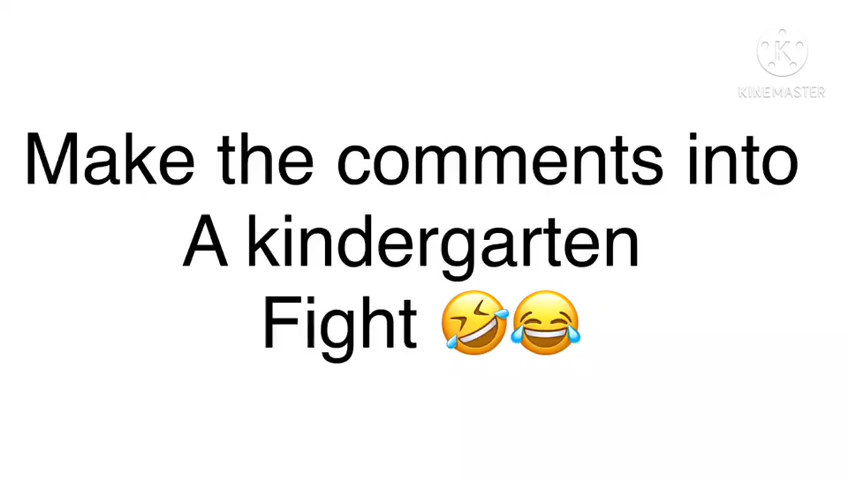 KINEMASTER
Make the comments into
A kindergarten
Fight 🤣😂